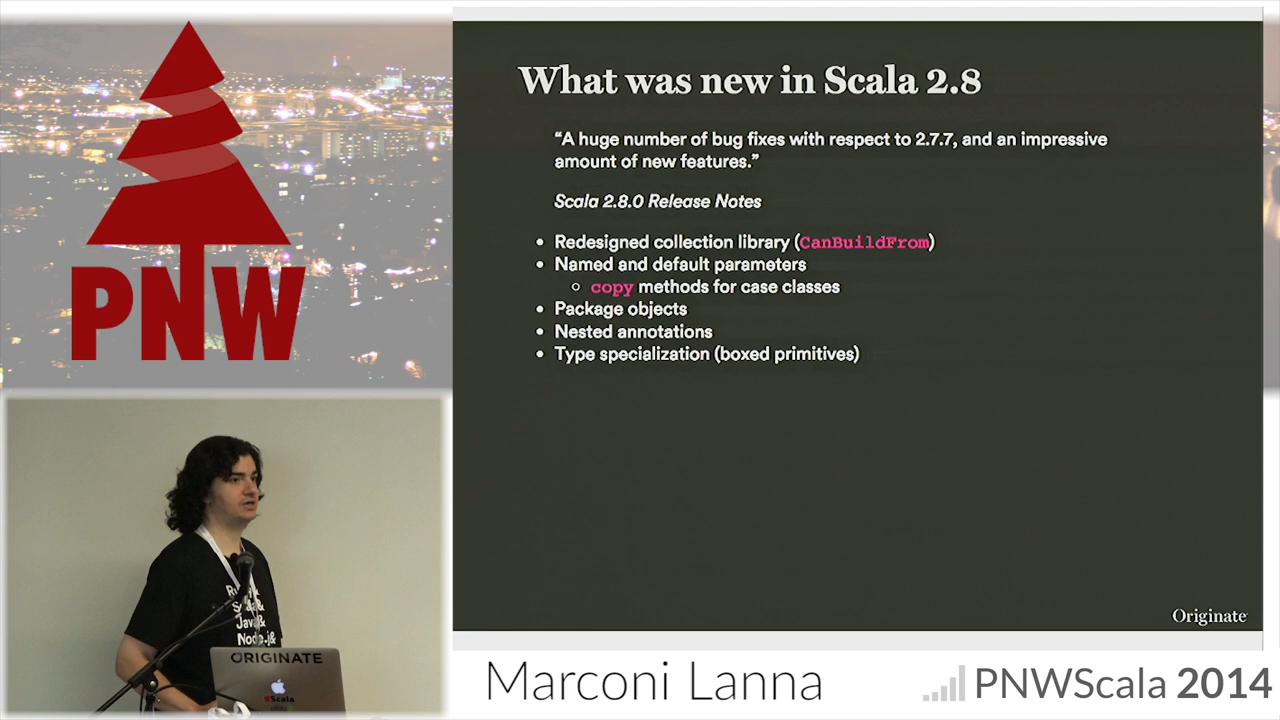 PNW
What was new in Scala 2.8
“A huge number of bug fixes with respect to 2.7.7, and an impressive
amount of new features.”
Scala 2.8.0 Release Notes
• Redesigned collection library (CanBuildFrom)
• Named and default parameters
○ copy methods for case classes
• Package objects
• Nested annotations
• Type specialization (boxed primitives)
Originate
Java&
Node.j&
ORIGINATE
Scala
Marconi Lanna
PNWScala 2014